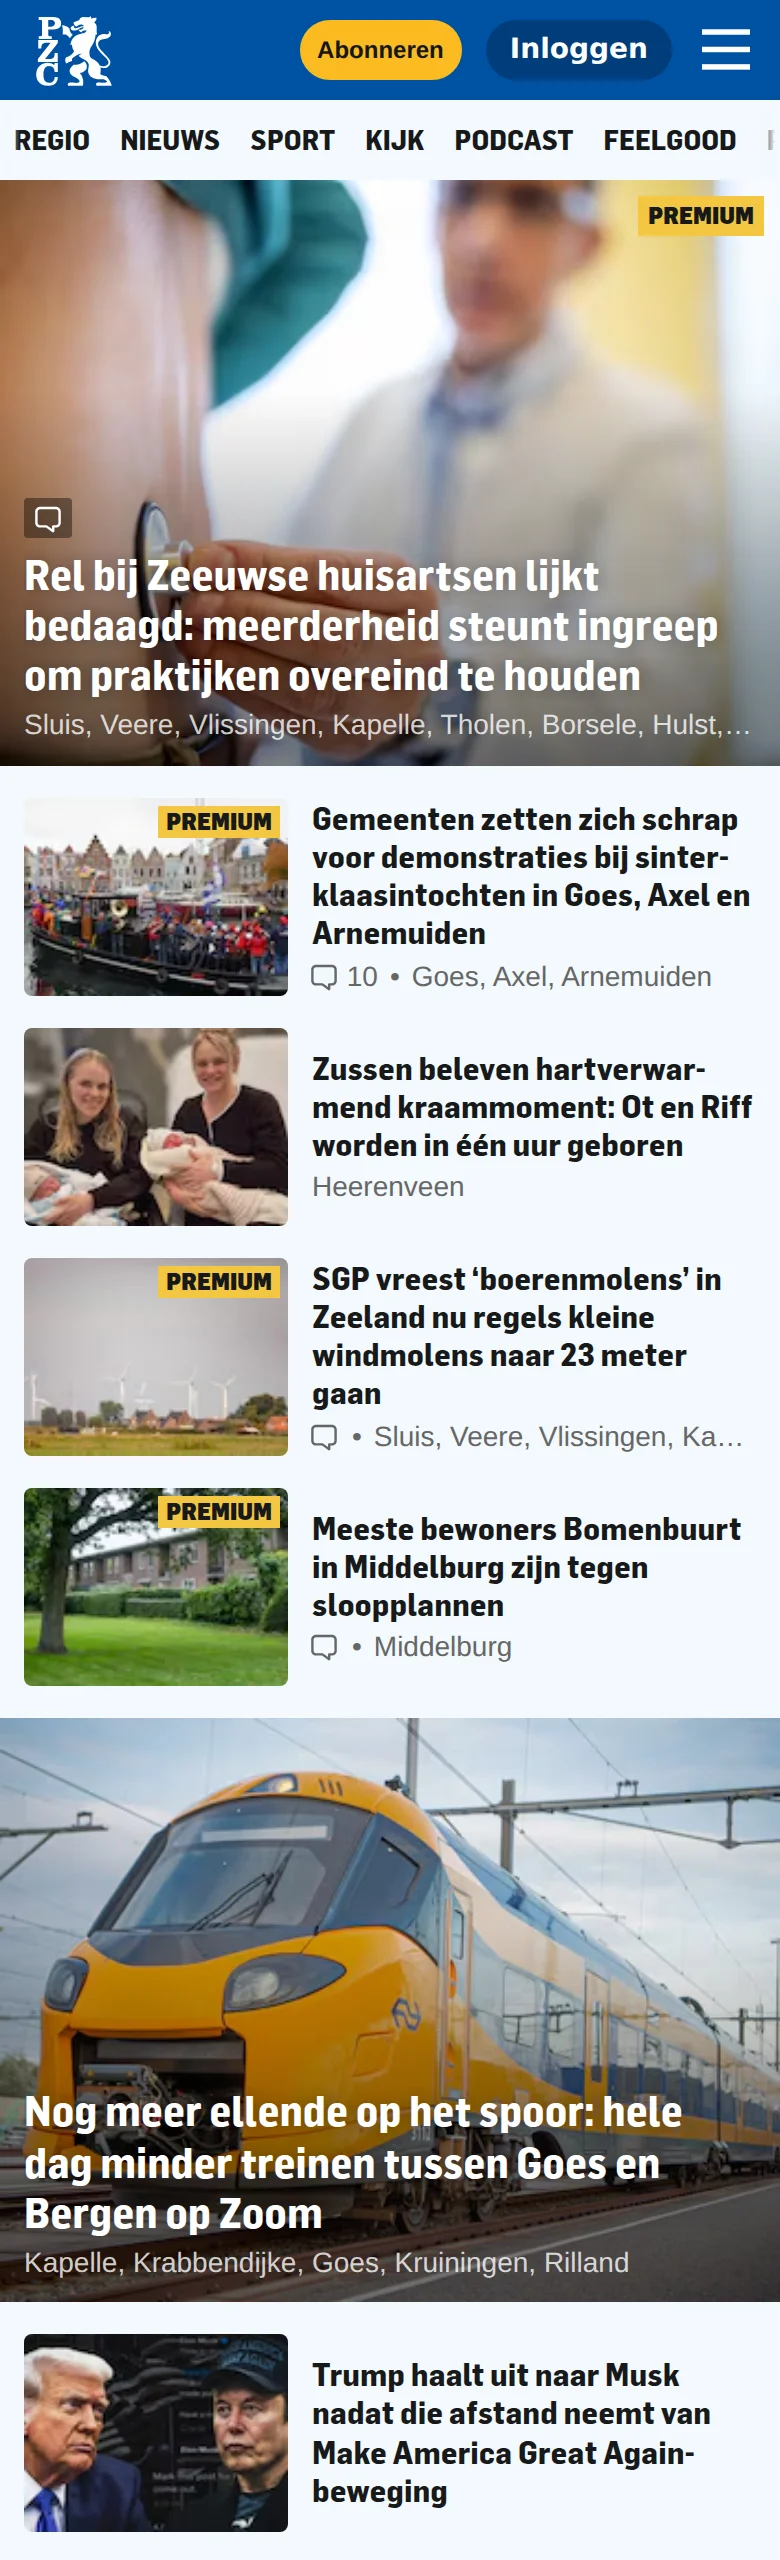 PZC
Abonneren
Inloggen
REGIO NIEUWS SPORT KIJK PODCAST FEELGOOD
PREMIUM
Rel bij Zeeuwse huisartsen lijkt
bedaagd: meerderheid steunt ingreep
om praktijken overeind te houden
Sluis, Veere, Vlissingen, Kapelle, Tholen, Borsele, Hulst,…
PREMIUM
Gemeenten zetten zich schrap
voor demonstraties bij sinter-
klaasintochten in Goes, Axel en
Arnemuiden
10 • Goes, Axel, Arnemuiden
Zussen beleven hartverwar-
mend kraammoment: Ot en Riff
worden in één uur geboren
Heerenveen
PREMIUM
SGP vreest ‘boerenmolens’ in
Zeeland nu regels kleine
windmolens naar 23 meter
gaan
• Sluis, Veere, Vlissingen, Ka…
PREMIUM
Meeste bewoners Bomenbuurt
in Middelburg zijn tegen
sloopplannen
• Middelburg
Nog meer ellende op het spoor: hele
dag minder treinen tussen Goes en
Bergen op Zoom
Kapelle, Krabbendijke, Goes, Kruiningen, Rilland
Trump haalt uit naar Musk
nadat die afstand neemt van
Make America Great Again-
beweging